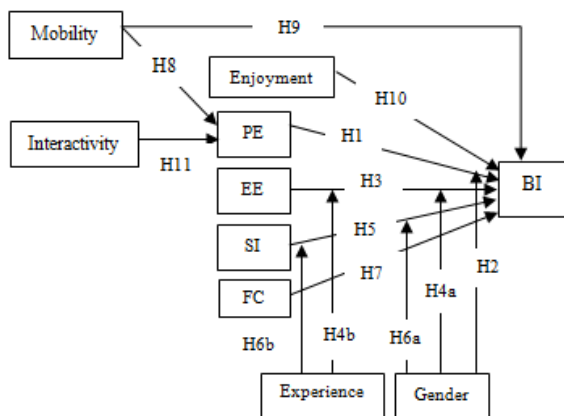 Mobility
H9
H8
Enjoyment
H10
PE
H1
Interactivity
H11
BI
EE
H3
SI
H5
H2
FC
H7
H4a
H6b
H4b
H6a
Experience
Gender